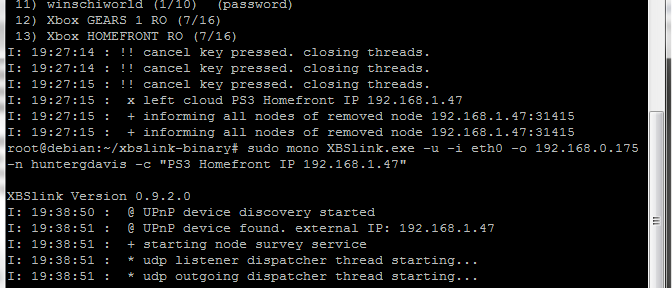 11) winschiworld (1/10)  (password)
12) Xbox GEARS 1 RO (7/16)
13) Xbox HOMEFRONT RO (7/16)
I: 19:27:14 : !! cancel key pressed. closing threads.
I: 19:27:14 : !! cancel key pressed. closing threads.
I: 19:27:15 : !! cancel key pressed. closing threads.
I: 19:27:15 :  x left cloud PS3 Homefront IP 192.168.1.47
I: 19:27:15 :  + informing all nodes of removed node 192.168.1.47:31415
I: 19:27:15 :  + informing all nodes of removed node 192.168.1.47:31415
root@debian:~/xbslink-binary# sudo mono XBSlink.exe -u -i eth0 -o 192.168.0.175
-n huntergdavis -c "PS3 Homefront IP 192.168.1.47"
XBSlink Version 0.9.2.0
I: 19:38:50 :  @ UPnP device discovery started
I: 19:38:51 :  @ UPnP device found. external IP: 192.168.1.47
I: 19:38:51 :  + starting node survey service
I: 19:38:51 :  * udp listener dispatcher thread starting...
I: 19:38:51 :  * udp outgoing dispatcher thread starting...